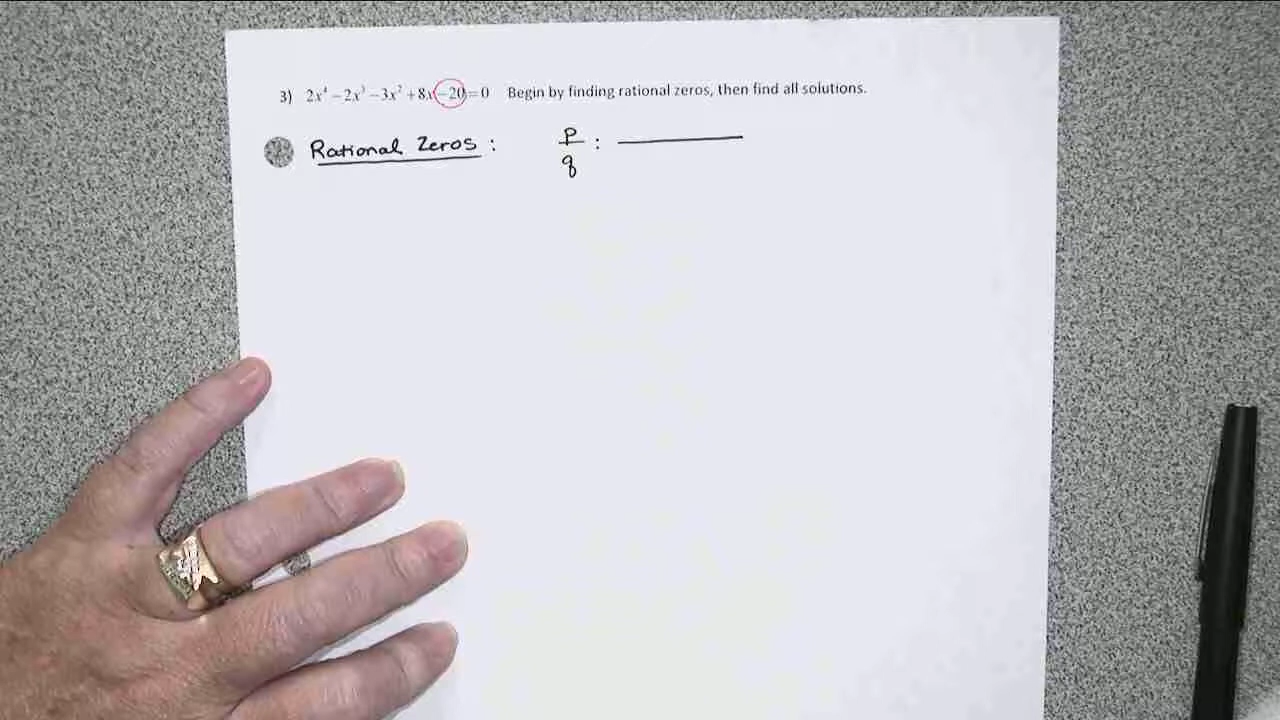 3) 2x⁴ − 2x³ − 3x² + 8x − 20 = 0 Begin by finding rational zeros, then find all solutions.
Rational Zeros : p/q :